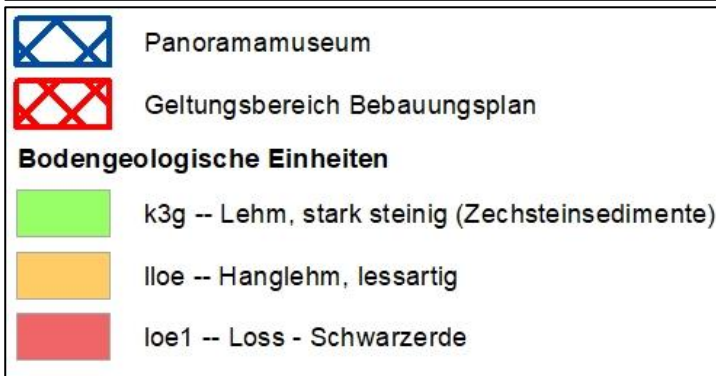 Panoramamuseum
Geltungsbereich Bebauungsplan
Bodengeologische Einheiten
k3g -- Lehm, stark steinig (Zechsteinsedimente)
lloe -- Hanglehm, lessartig
loe1 -- Loss - Schwarzerde